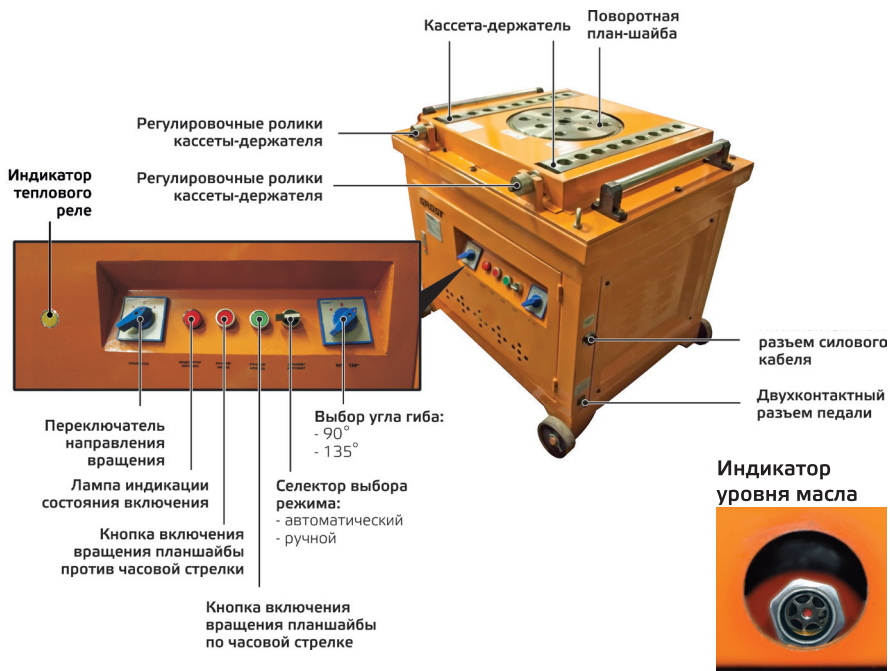 Кассета-держатель
Поворотная
план-шайба
Регулировочные ролики
кассеты-держателя
Регулировочные ролики
кассеты-держателя
Индикатор
теплового
реле
GROST
разъем силового
кабеля
Двухконтактный
разъем педали
Переключатель
направления
вращения
Лампа индикации
состояния включения
Кнопка включения
вращения планшайбы
против часовой стрелки
Кнопка включения
вращения планшайбы
по часовой стрелке
Селектор выбора
режима:
- автоматический
- ручной
Выбор угла гиба:
- 90°
- 135°
Индикатор
уровня масла